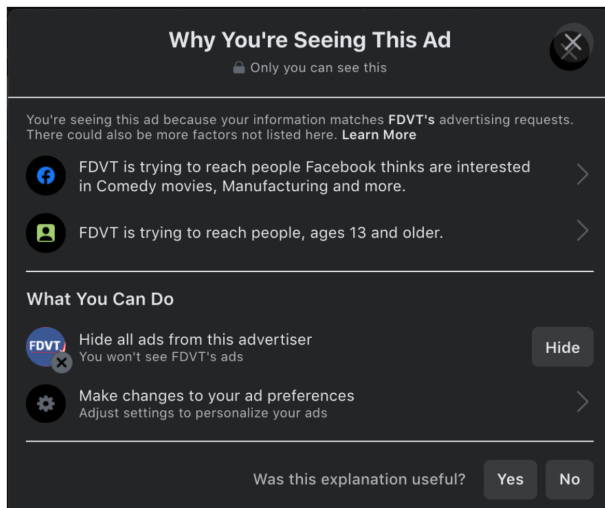 Why You're Seeing This Ad
Only you can see this
You're seeing this ad because your information matches FDVT's advertising requests.
There could also be more factors not listed here. Learn More
FDVT is trying to reach people Facebook thinks are interested
in Comedy movies, Manufacturing and more.
FDVT is trying to reach people, ages 13 and older.
What You Can Do
FDVT
Hide all ads from this advertiser
You won't see FDVT's ads
Hide
Make changes to your ad preferences
Adjust settings to personalize your ads
Was this explanation useful?
Yes
No